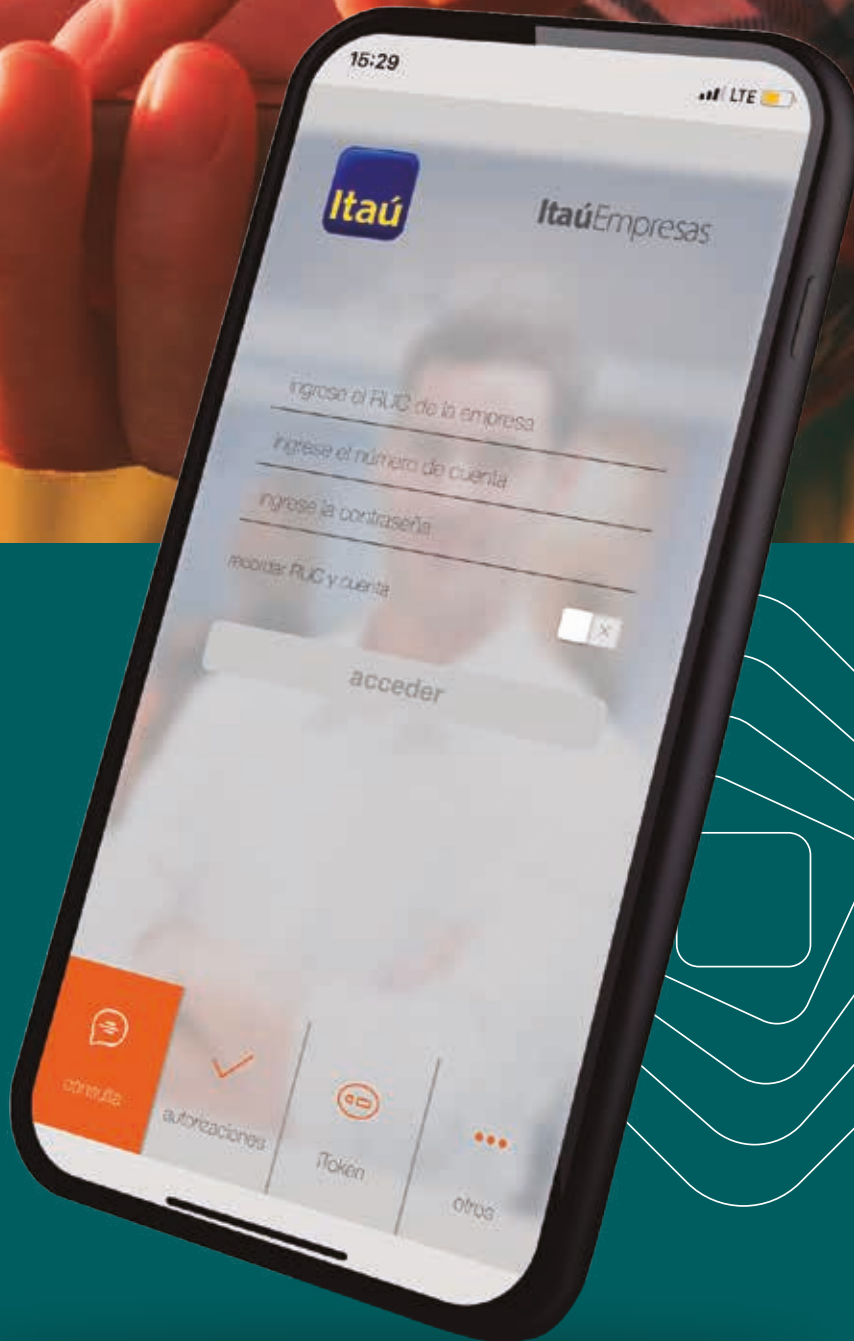 15:29
LTE
Itaú
ItaúEmpresas
ingrese el RUC de la empresa
ingrese el número de cuenta
ingrese la contraseña
recordar RUC y cuenta
acceder
consulta
autorizaciones
iToken
otros